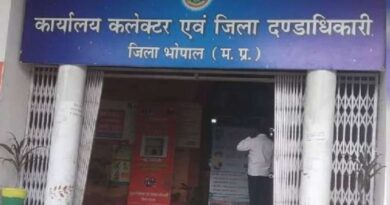 कार्यालय कलेक्टर एवं जिला दण्डाधिकारी
जिला भोपाल ( म. प्र. )